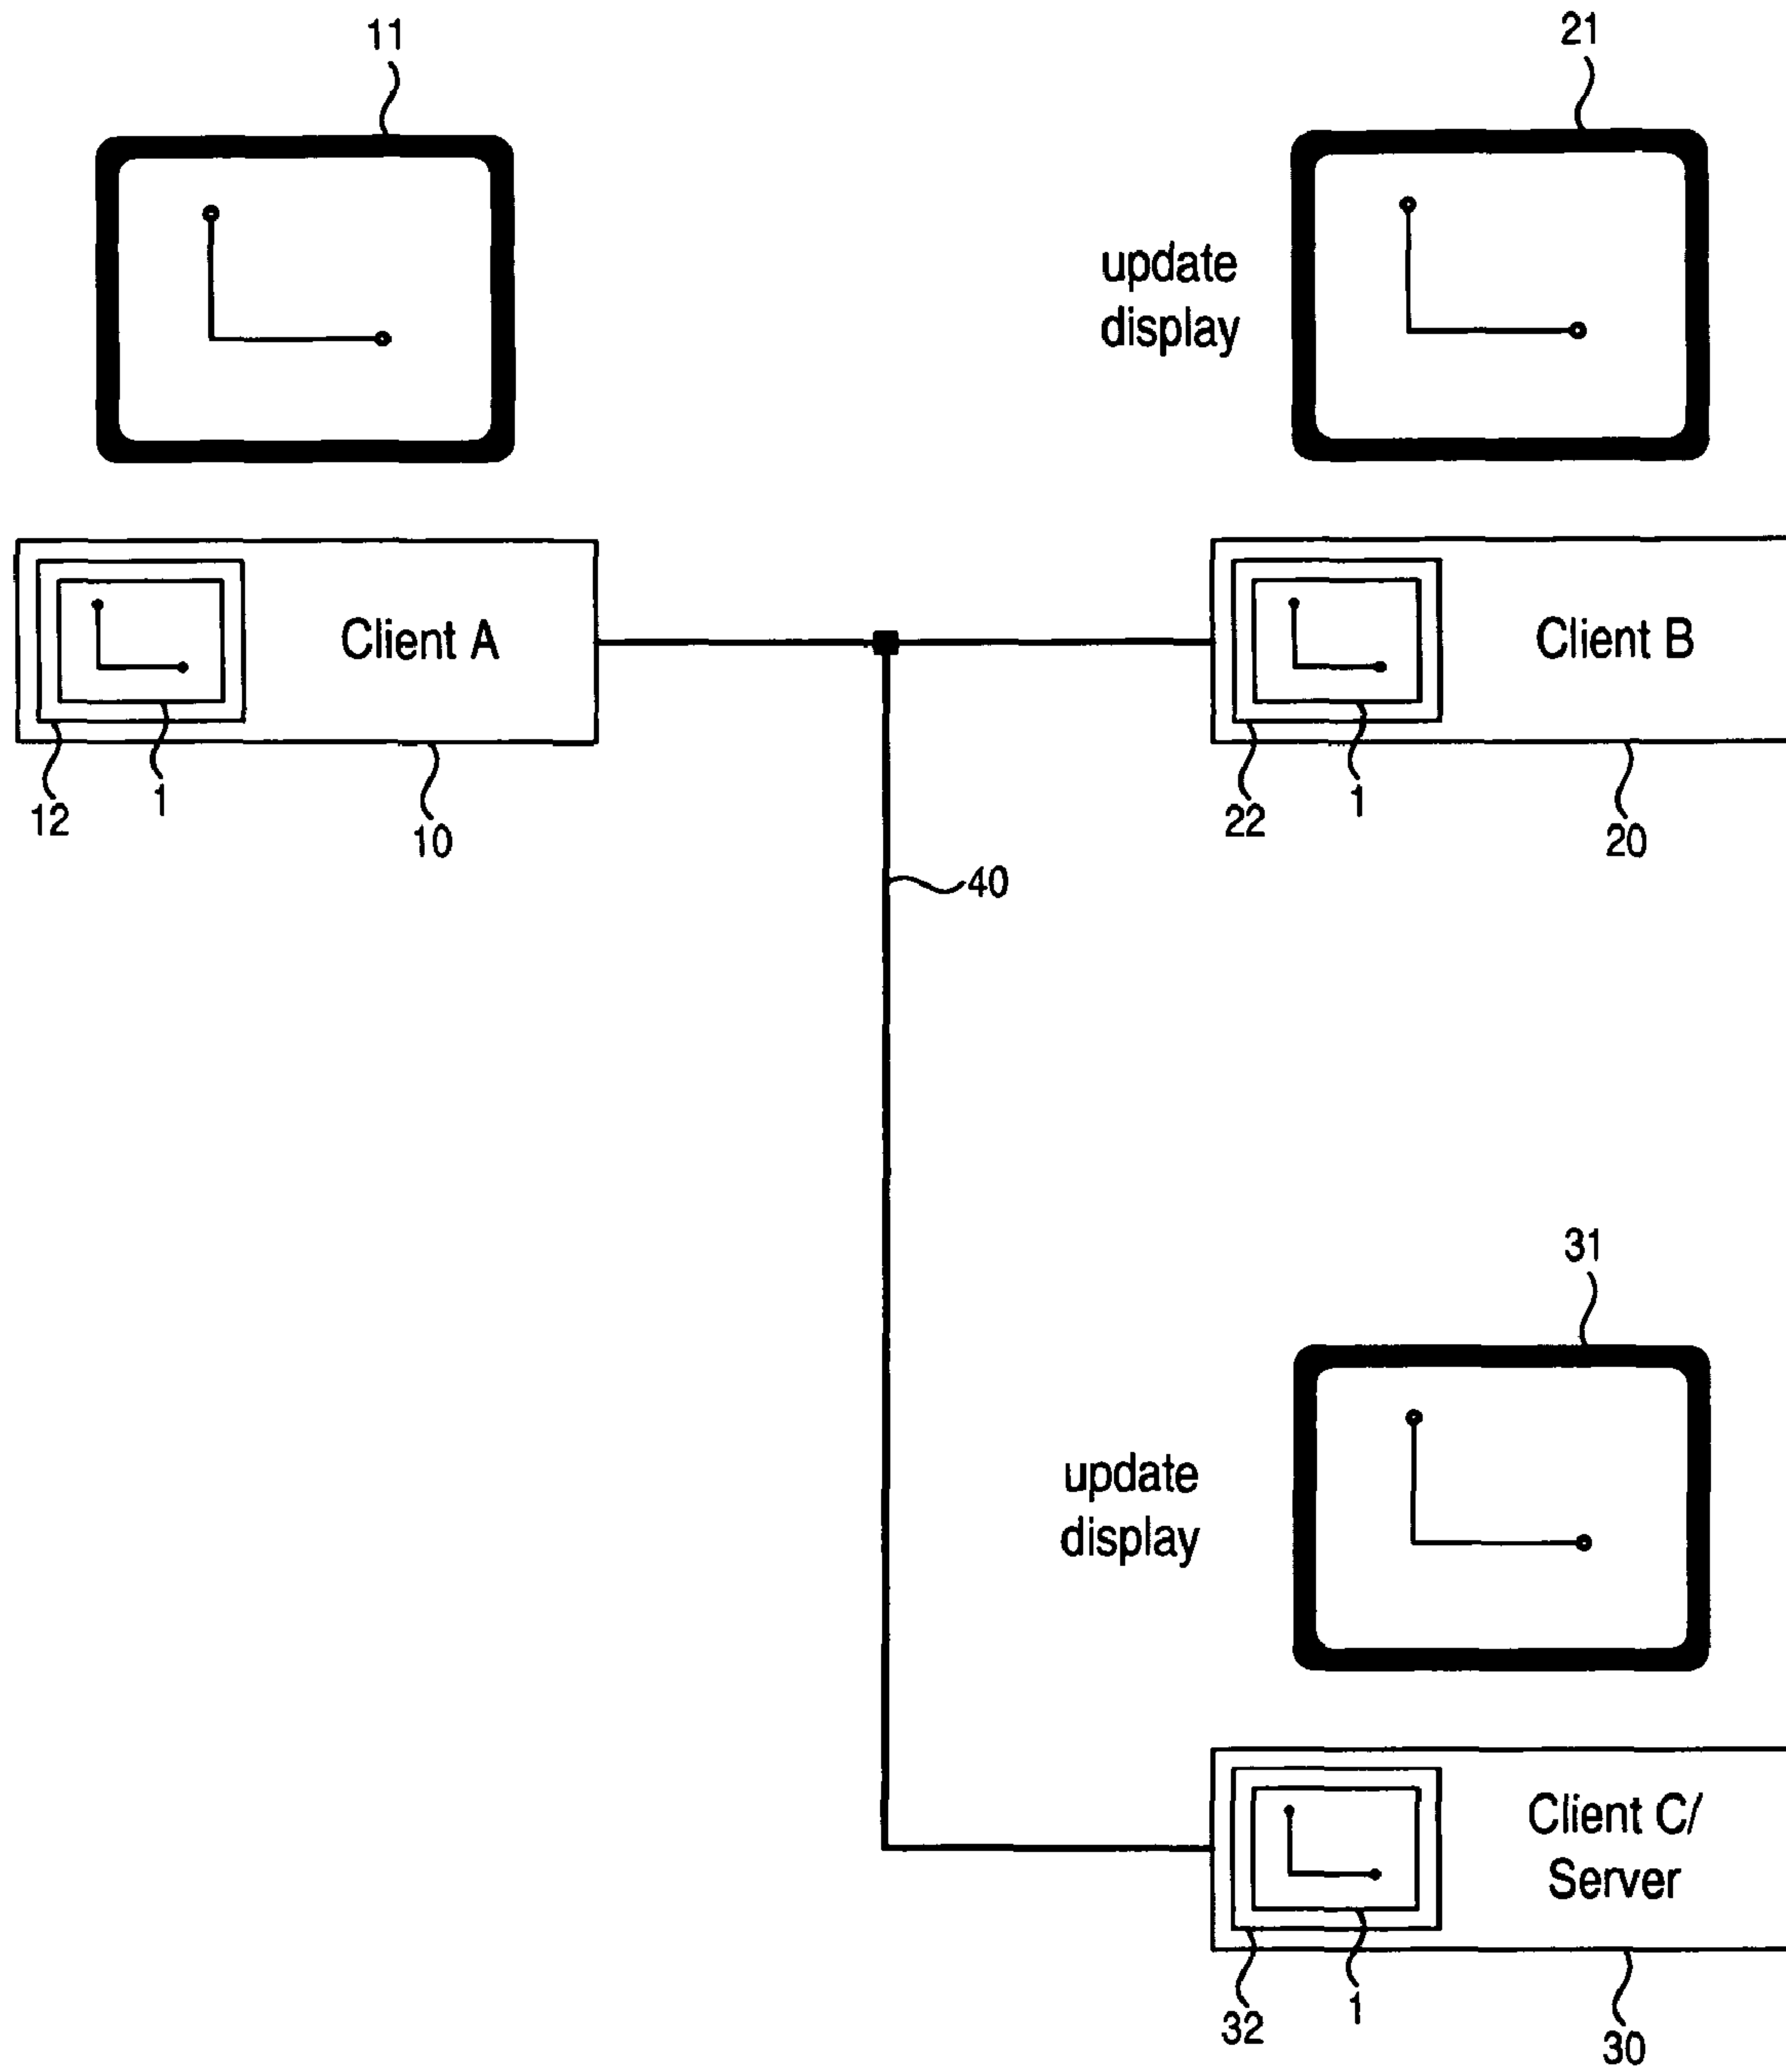 11
21
update
display
Client A
Client B
12
1
10
22
1
20
40
31
update
display
Client C/
Server
32
1
30